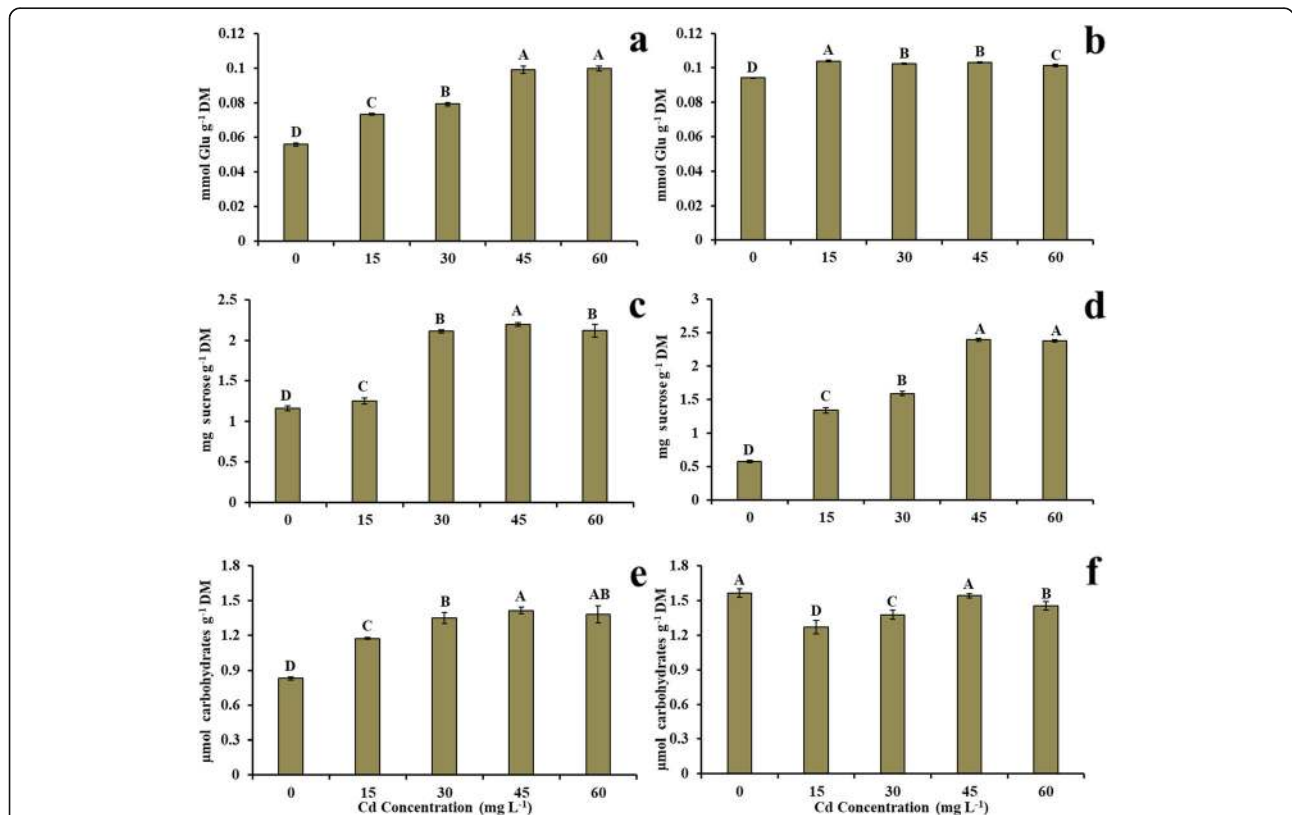 a
mmol Glu g-1 DM
0.12
0.1
0.08
0.06
0.04
0.02
0
D
C
B
A
A
0 15 30 45 60
b
mmol Glu g-1 DM
0.12
0.1
0.08
0.06
0.04
0.02
0
D
A
B
B
C
0 15 30 45 60
c
mg sucrose g-1 DM
2.5
2
1.5
1
0.5
0
D
C
B
A
B
0 15 30 45 60
d
mg sucrose g-1 DM
3
2.5
2
1.5
1
0.5
0
D
C
B
A
A
0 15 30 45 60
e
µmol carbohydrates g-1 DM
1.8
1.5
1.2
0.9
0.6
0.3
0
D
C
B
A
AB
0 15 30 45 60
Cd Concentration (mg L-1)
f
µmol carbohydrates g-1 DM
1.8
1.5
1.2
0.9
0.6
0.3
0
A
D
C
A
B
0 15 30 45 60
Cd Concentration (mg L-1)